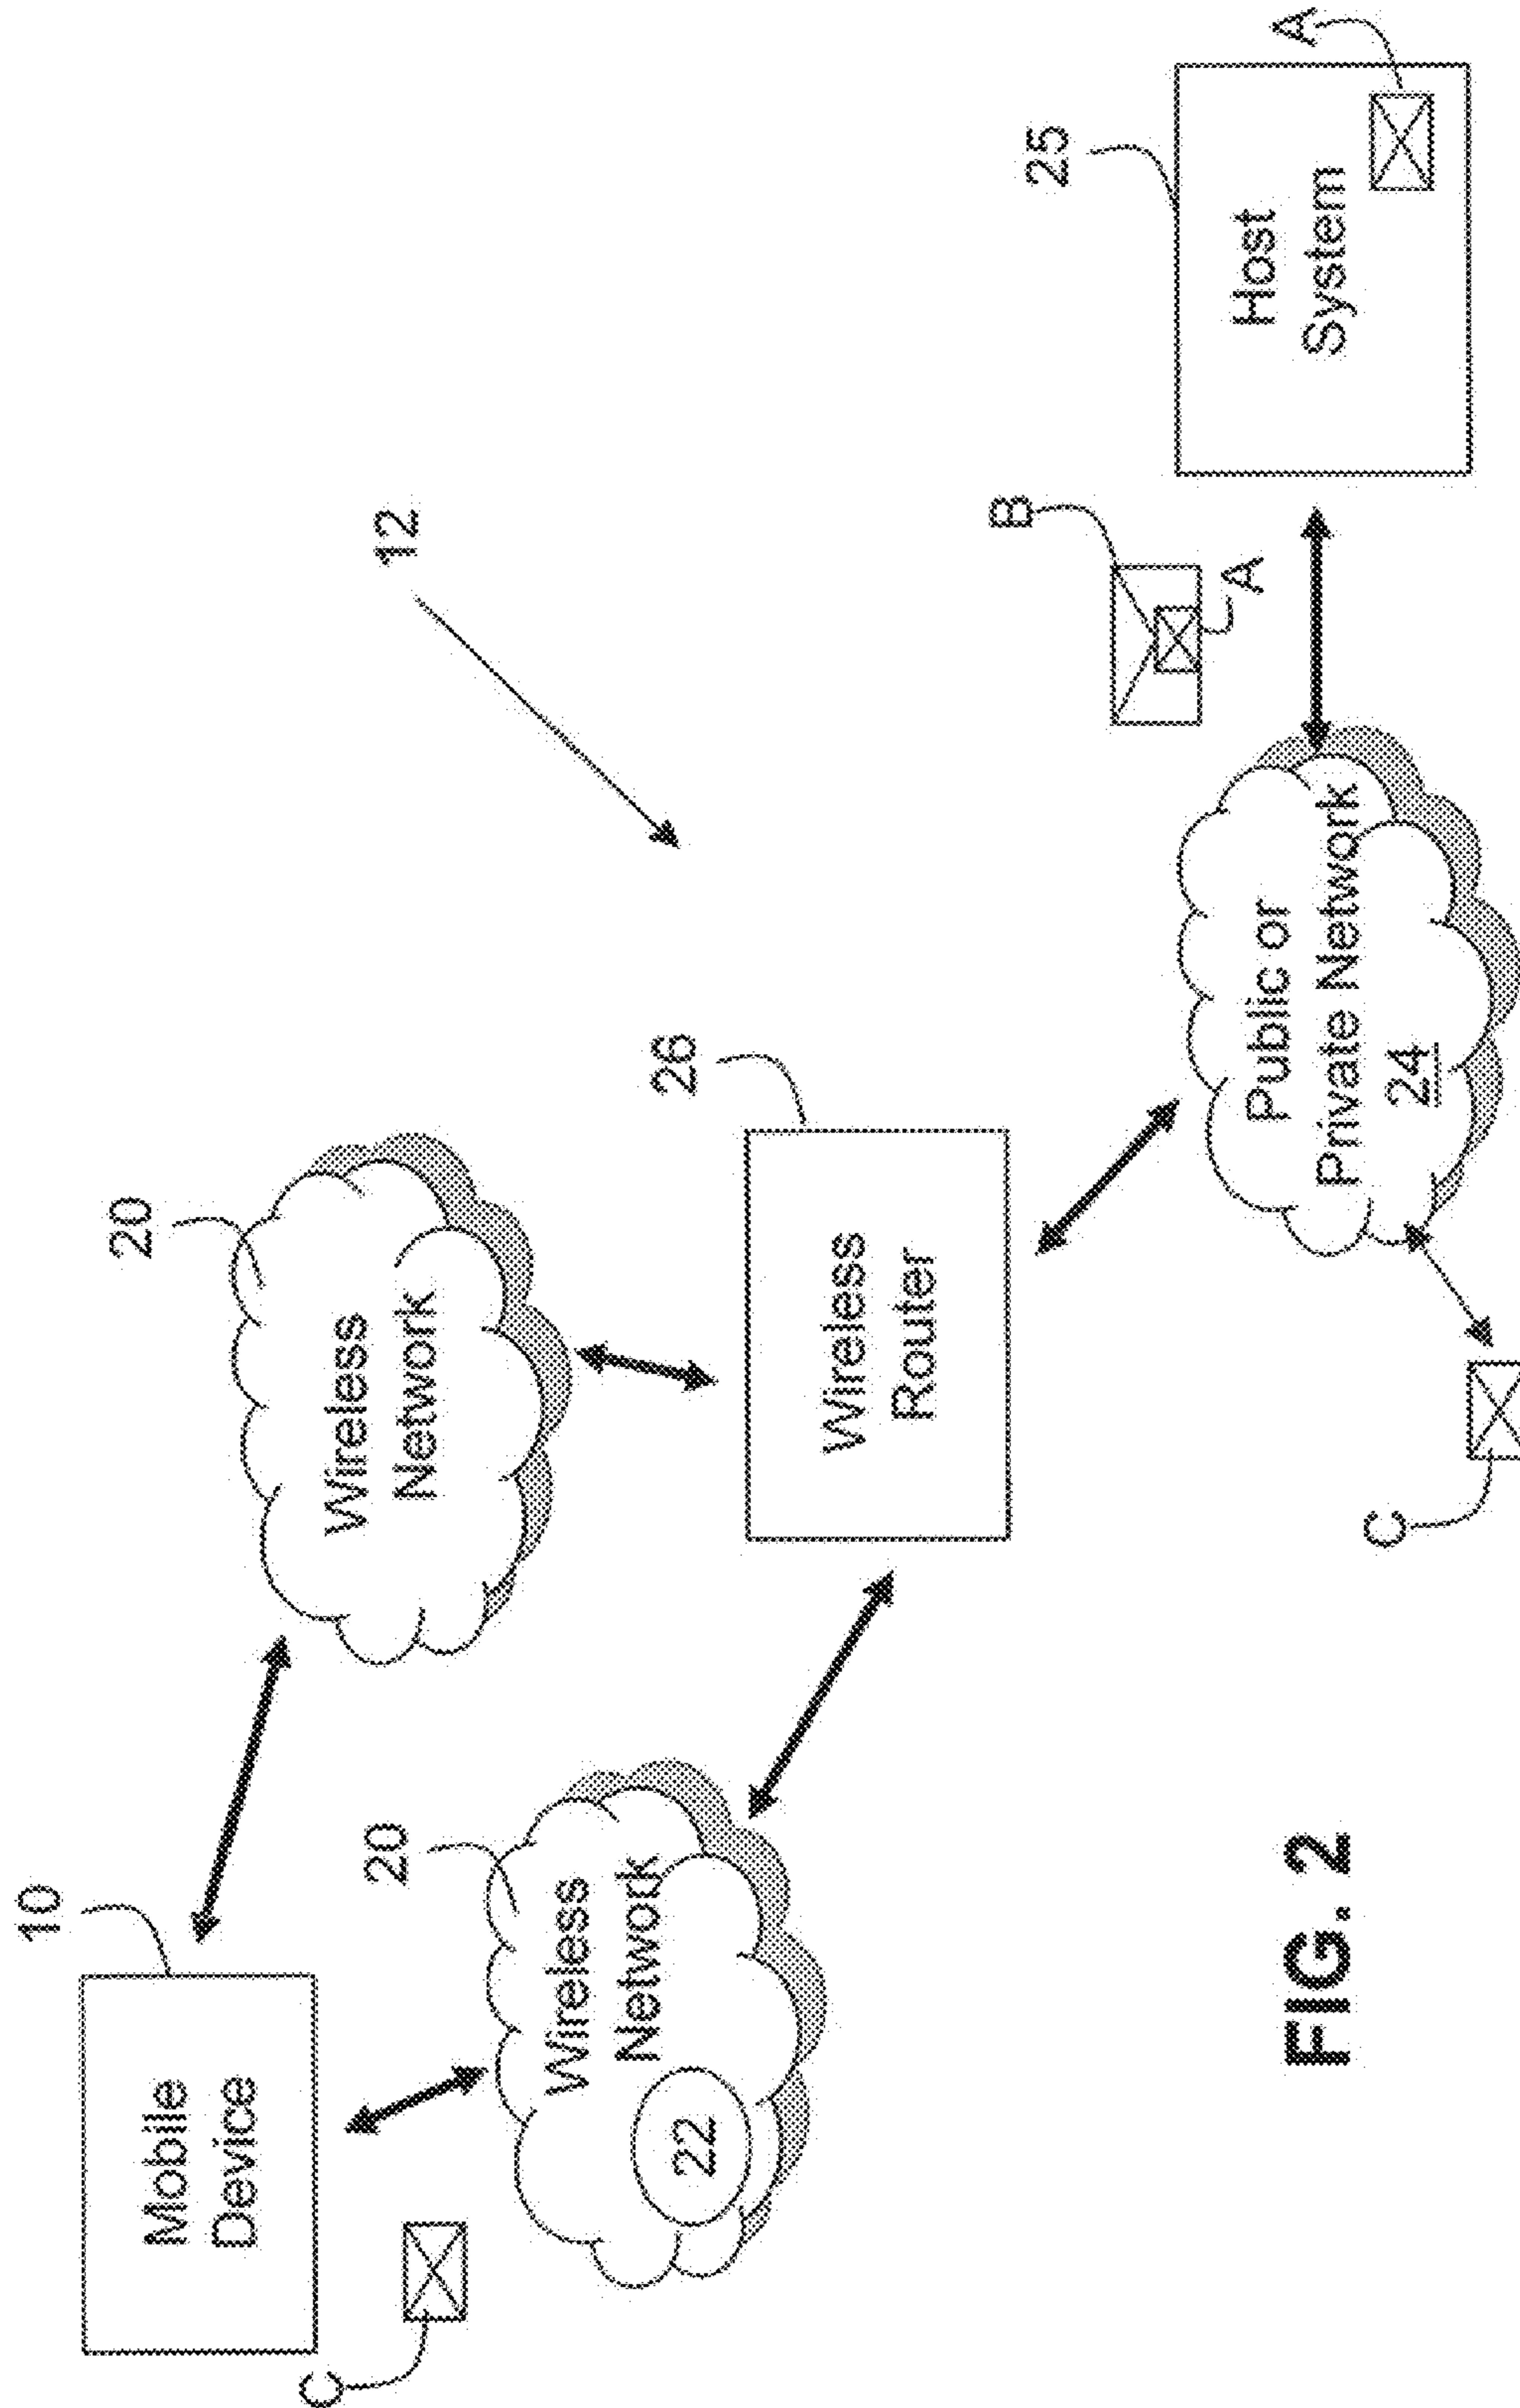 10
Mobile
Device
C
20
Wireless
Network
20
Wireless
Network
22
12
26
Wireless
Router
B
A
25
Host
System
A
Public or
Private Network
24
C
FIG. 2